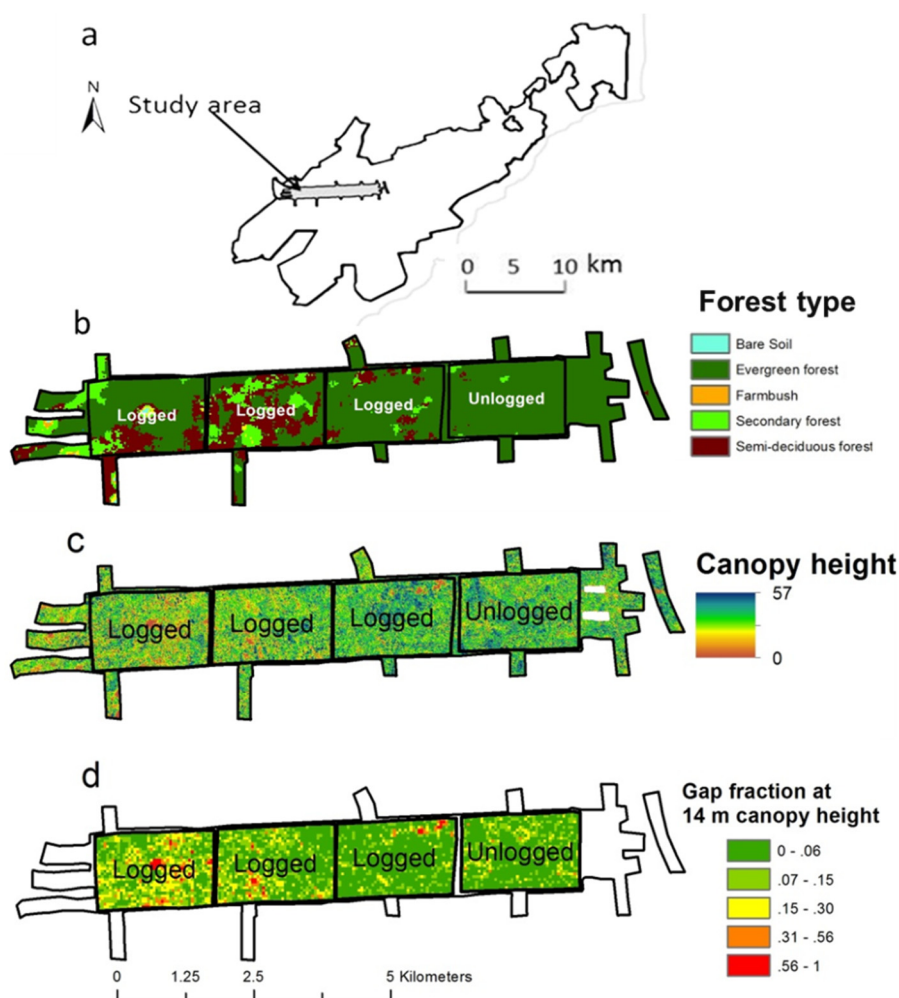 a
N
Study area
0 5 10 km
b
Forest type
Bare Soil
Evergreen forest
Farmbush
Secondary forest
Semi-deciduous forest
Logged
Logged
Logged
Unlogged
c
Canopy height
57
0
Logged
Logged
Logged
Unlogged
d
Gap fraction at
14 m canopy height
0 - .06
.07 - .15
.15 - .30
.31 - .56
.56 - 1
Logged
Logged
Logged
Unlogged
0 1.25 2.5 5 Kilometers